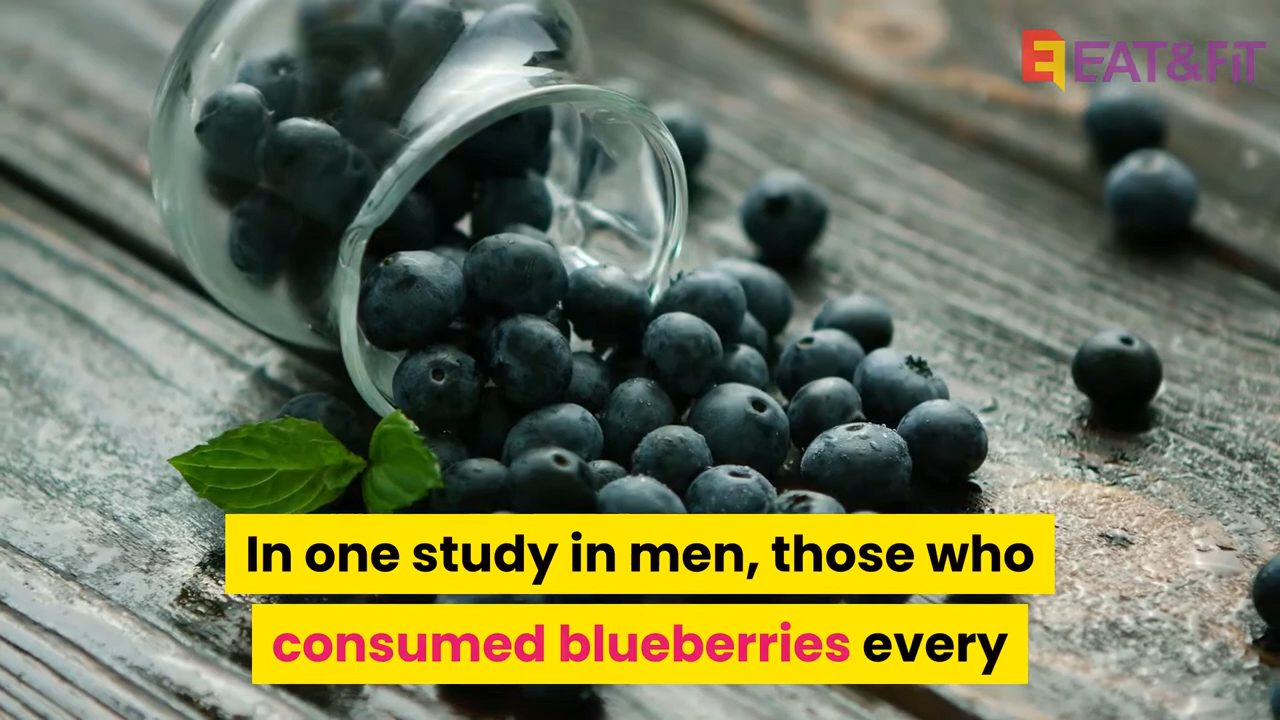 EAT&FiT
In one study in men, those who
consumed blueberries every